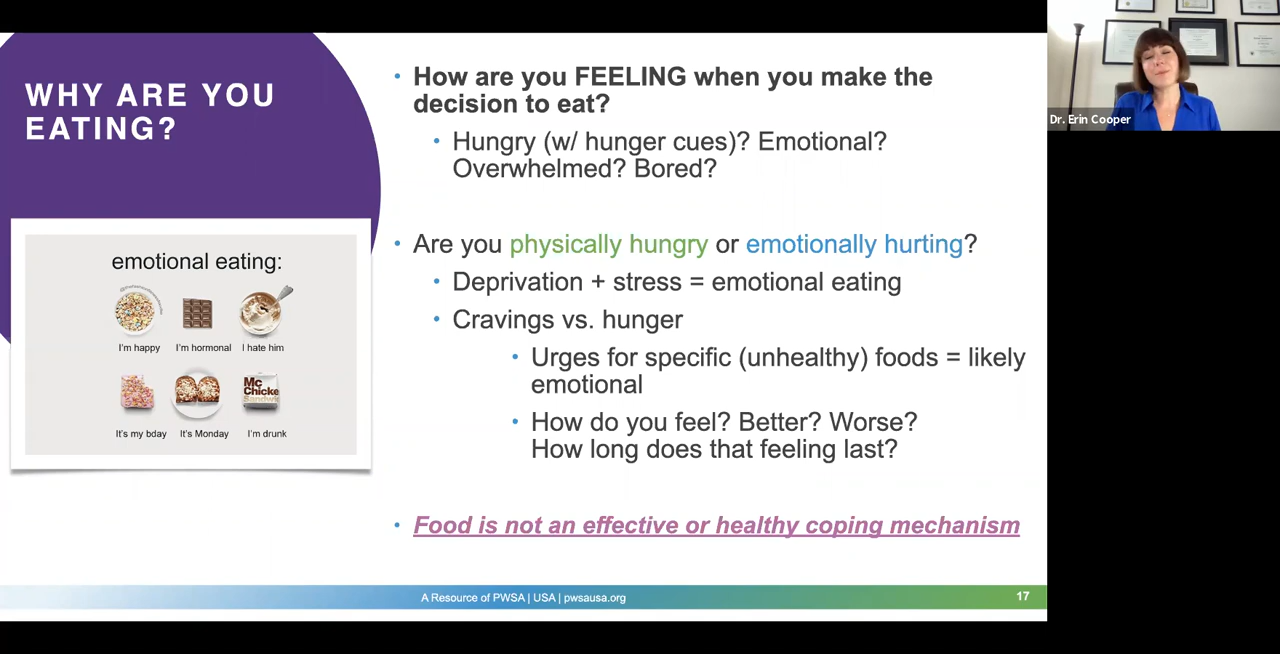 WHY ARE YOU
EATING?
emotional eating:
I'm happy
I'm hormonal
I hate him
Mc
Chicke
Sandwi
It's my bday
It's Monday
I'm drunk
How are you FEELING when you make the
decision to eat?
Hungry (w/ hunger cues)? Emotional?
Overwhelmed? Bored?
Are you physically hungry or emotionally hurting?
Deprivation + stress = emotional eating
Cravings vs. hunger
Urges for specific (unhealthy) foods = likely
emotional
How do you feel? Better? Worse?
How long does that feeling last?
Food is not an effective or healthy coping mechanism
A Resource of PWSA | USA | pwsausa.org
17
Dr. Erin Cooper